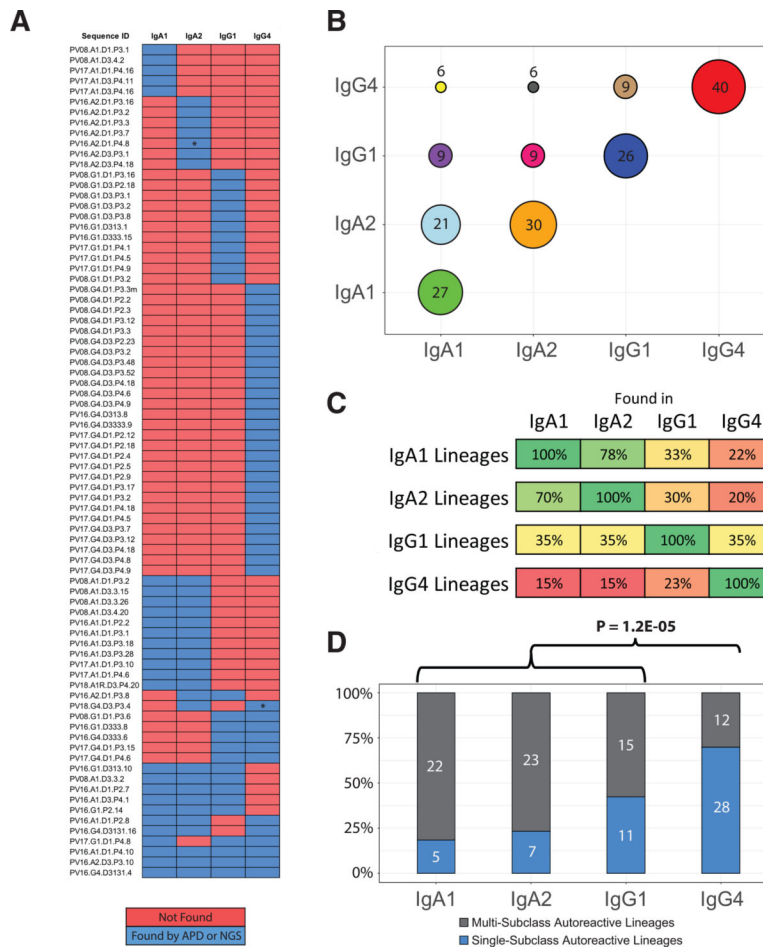 A
Sequence ID IgA1 IgA2 IgG1 IgG4
PV08.A1.D1.P3.1
PV08.A1.D3.4.2
PV17.A1.D1.P4.16
PV17.A1.D3.P4.11
PV17.A1.D3.P4.16
PV16.A2.D1.P3.16
PV16.A2.D1.P3.2
PV16.A2.D1.P3.3
PV16.A2.D1.P3.7
PV16.A2.D1.P4.8 *
PV16.A2.D3.P3.1
PV18.A2.D3.P4.18
PV08.G1.D1.P3.16
PV08.G1.D3.P2.18
PV08.G1.D3.P3.1
PV08.G1.D3.P3.2
PV08.G1.D3.P3.8
PV16.G1.D313.1
PV16.G1.D333.15
PV17.G1.D1.P4.1
PV17.G1.D1.P4.5
PV17.G1.D1.P4.9
PV08.G1.D1.P3.2
PV08.G4.D1.P3.3m
PV08.G4.D1.P2.2
PV08.G4.D1.P2.3
PV08.G4.D1.P3.12
PV08.G4.D1.P3.3
PV08.G4.D3.P2.23
PV08.G4.D3.P3.2
PV08.G4.D3.P3.48
PV08.G4.D3.P3.52
PV08.G4.D3.P4.18
PV08.G4.D3.P4.6
PV08.G4.D3.P4.9
PV16.G4.D313.8
PV16.G4.D3333.9
PV17.G4.D1.P2.12
PV17.G4.D1.P2.18
PV17.G4.D1.P2.4
PV17.G4.D1.P2.5
PV17.G4.D1.P2.9
PV17.G4.D1.P3.17
PV17.G4.D1.P3.2
PV17.G4.D1.P4.18
PV17.G4.D1.P4.5
PV17.G4.D3.P3.7
PV17.G4.D3.P3.12
PV17.G4.D3.P4.18
PV17.G4.D3.P4.8
PV17.G4.D3.P4.9
PV08.A1.D1.P3.2
PV08.A1.D3.3.15
PV08.A1.D3.3.26
PV08.A1.D3.4.20
PV16.A1.D1.P2.2
PV16.A1.D1.P3.1
PV16.A1.D3.P3.18
PV16.A1.D3.P3.28
PV17.A1.D1.P3.10
PV17.A1.D1.P4.6
PV18.A1R.D3.P4.20
PV16.A2.D1.P3.8
PV18.G4.D3.P3.4 *
PV08.G1.D1.P3.6
PV16.G1.D333.8
PV16.G4.D333.6
PV17.G4.D1.P3.15
PV17.G4.D1.P4.6
PV16.G1.D313.10
PV08.A1.D3.3.2
PV16.A1.D1.P2.7
PV16.A1.D3.P4.1
PV16.G1.P2.14
PV16.A1.D1.P2.8
PV16.G4.D3131.16
PV17.G1.D1.P4.8
PV16.A1.D1.P4.10
PV16.A2.D3.P3.10
PV16.G4.D3131.4
Not Found
Found by APD or NGS
B
IgG4 6 6 9 40
IgG1 9 9 26
IgA2 21 30
IgA1 27
IgA1 IgA2 IgG1 IgG4
C
Found in
IgA1 IgA2 IgG1 IgG4
IgA1 Lineages 100% 78% 33% 22%
IgA2 Lineages 70% 100% 30% 20%
IgG1 Lineages 35% 35% 100% 35%
IgG4 Lineages 15% 15% 23% 100%
D
P = 1.2E-05
100%
75%
50%
25%
0%
22 23 15 12
5 7 11 28
IgA1 IgA2 IgG1 IgG4
Multi-Subclass Autoreactive Lineages
Single-Subclass Autoreactive Lineages